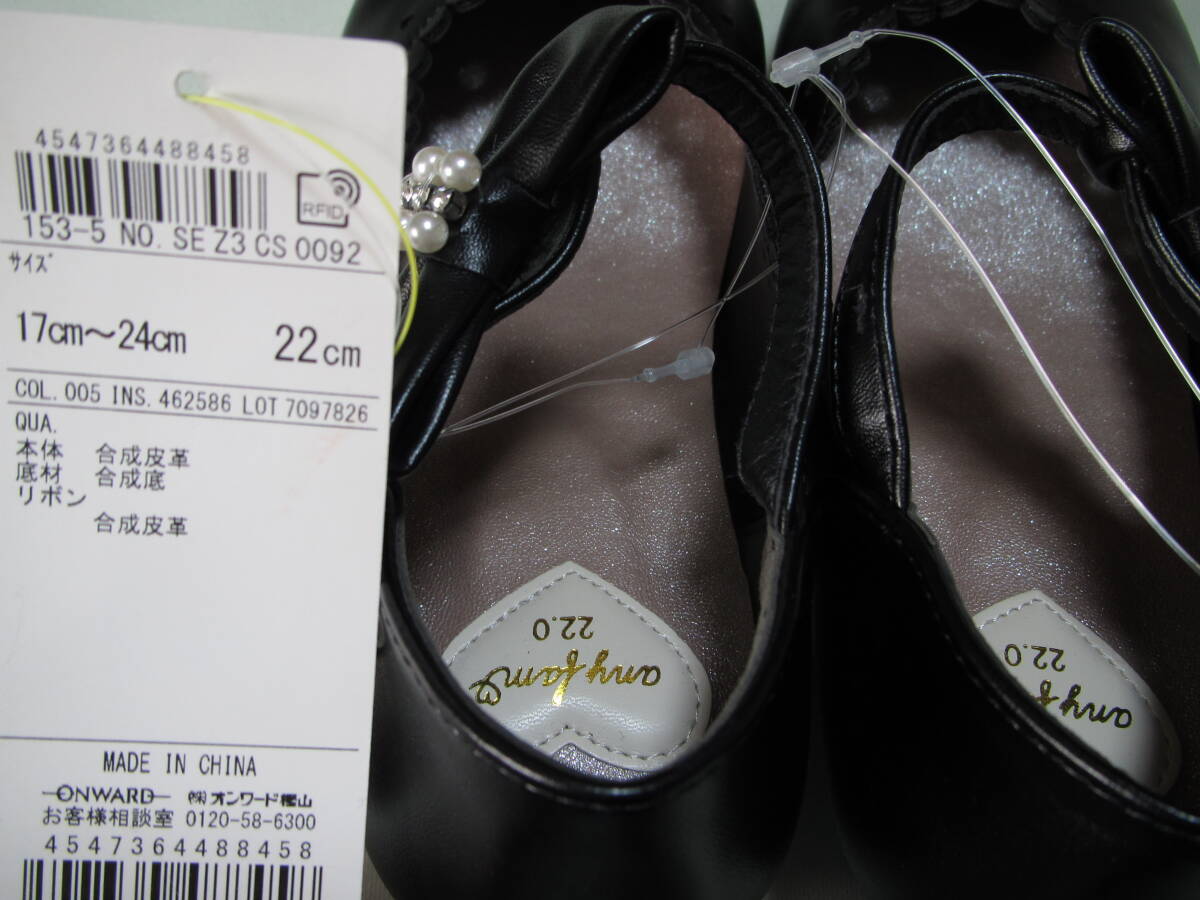 4547364488458
RFID
153-5 NO. SE Z3 CS 0092
サイズ
17cm～24cm 22cm
COL. 005 INS. 462586 LOT 7097826
QUA.
本体 合成皮革
底材 合成底
リボン
合成皮革
MADE IN CHINA
ONWARD ㈱オンワード樫山
お客様相談室 0120-58-6300
4547364488458
22.0
any fam
22.0
any f